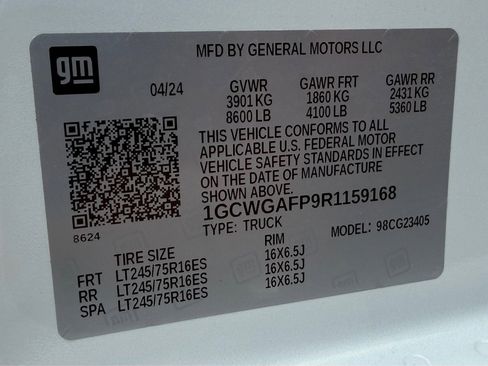 gm
MFD BY GENERAL MOTORS LLC
04/24 GVWR GAWR FRT GAWR RR
3901 KG 1860 KG 2431 KG
8600 LB 4100 LB 5360 LB
THIS VEHICLE CONFORMS TO ALL
APPLICABLE U.S. FEDERAL MOTOR
VEHICLE SAFETY STANDARDS IN EFFECT
ON THE DATE OF MANUFACTURE
SHOWN ABOVE.
1GCWGAFP9R1159168
8624 TYPE: TRUCK MODEL: 98CG23405
TIRE SIZE RIM
FRT LT245/75R16ES 16X6.5J
RR LT245/75R16ES 16X6.5J
SPA LT245/75R16ES 16X6.5J
gm
gm